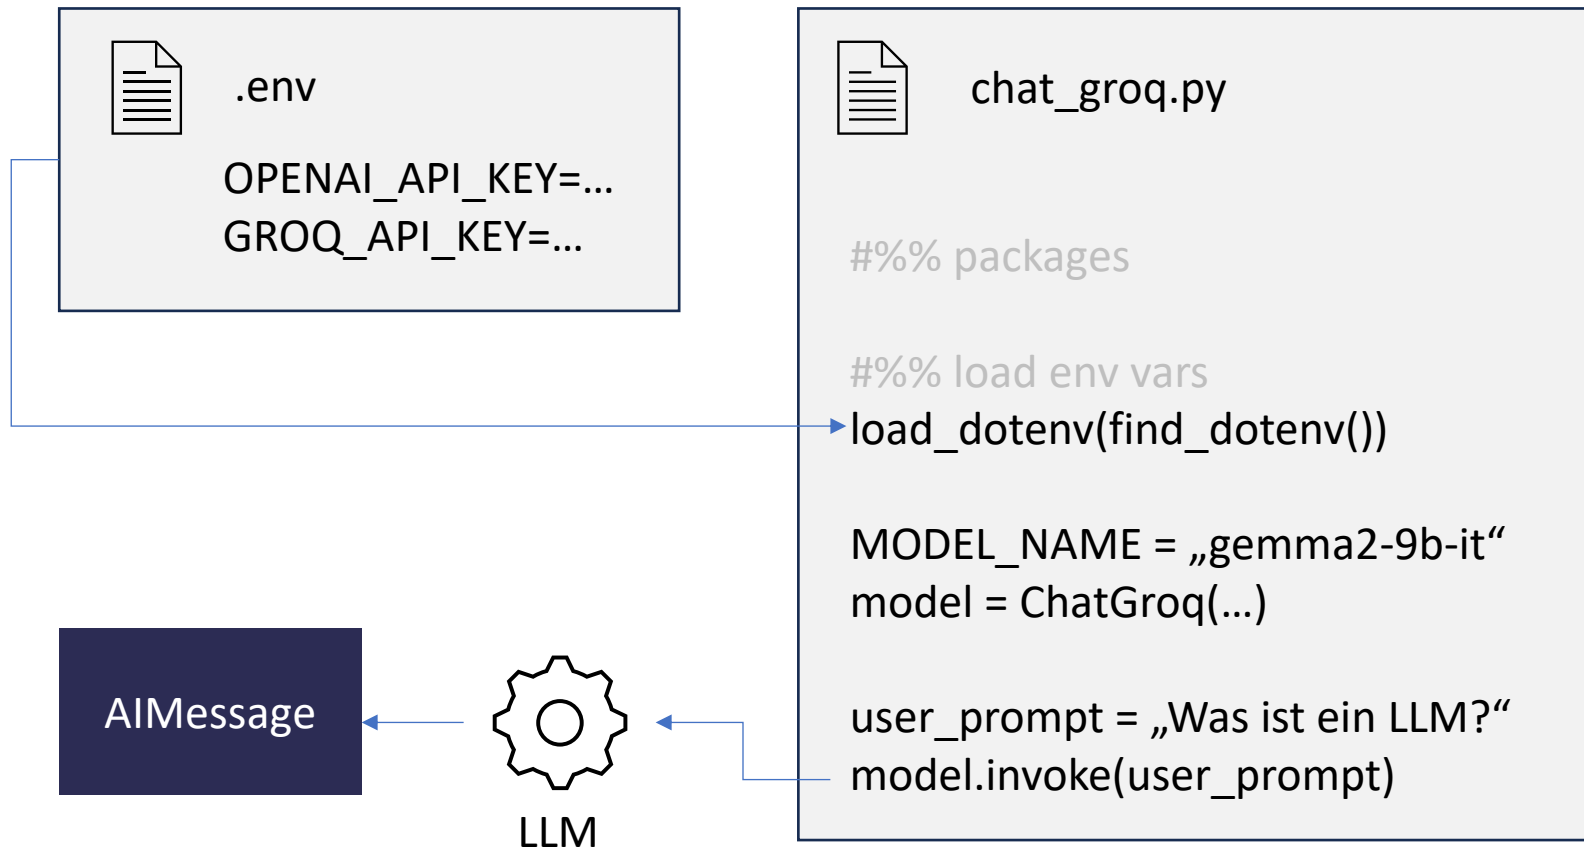 .env
OPENAI_API_KEY=…
GROQ_API_KEY=…
chat_groq.py
#%% packages
#%% load env vars
load_dotenv(find_dotenv())
MODEL_NAME = „gemma2-9b-it“
model = ChatGroq(…)
user_prompt = „Was ist ein LLM?“
model.invoke(user_prompt)
LLM
AIMessage